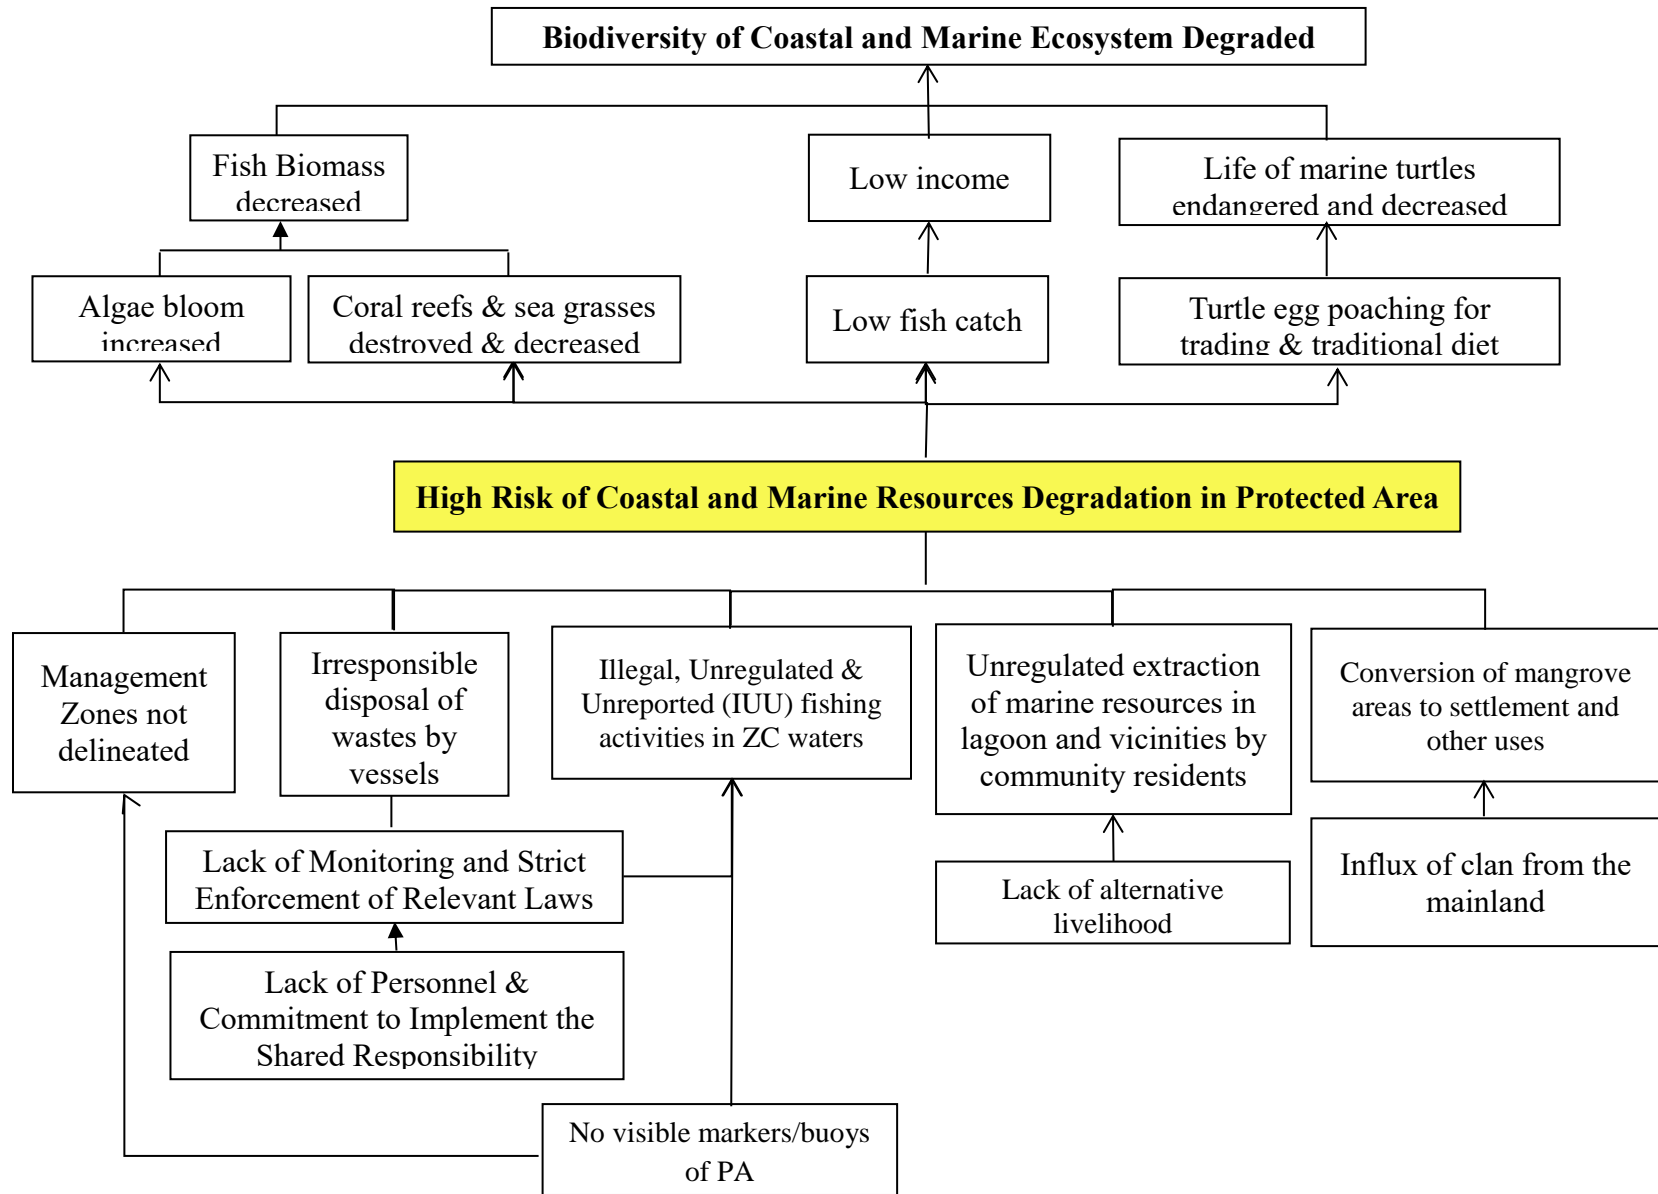 Biodiversity of Coastal and Marine Ecosystem Degraded
Fish Biomass
decreased
Low income
Life of marine turtles
endangered and decreased
Algae bloom
increased
Coral reefs & sea grasses
destroyed & decreased
Low fish catch
Turtle egg poaching for
trading & traditional diet
High Risk of Coastal and Marine Resources Degradation in Protected Area
Management
Zones not
delineated
Irresponsible
disposal of
wastes by
vessels
Illegal, Unregulated &
Unreported (IUU) fishing
activities in ZC waters
Unregulated extraction
of marine resources in
lagoon and vicinities by
community residents
Conversion of mangrove
areas to settlement and
other uses
Lack of Monitoring and Strict
Enforcement of Relevant Laws
Lack of alternative
livelihood
Influx of clan from the
mainland
Lack of Personnel &
Commitment to Implement the
Shared Responsibility
No visible markers/buoys
of PA